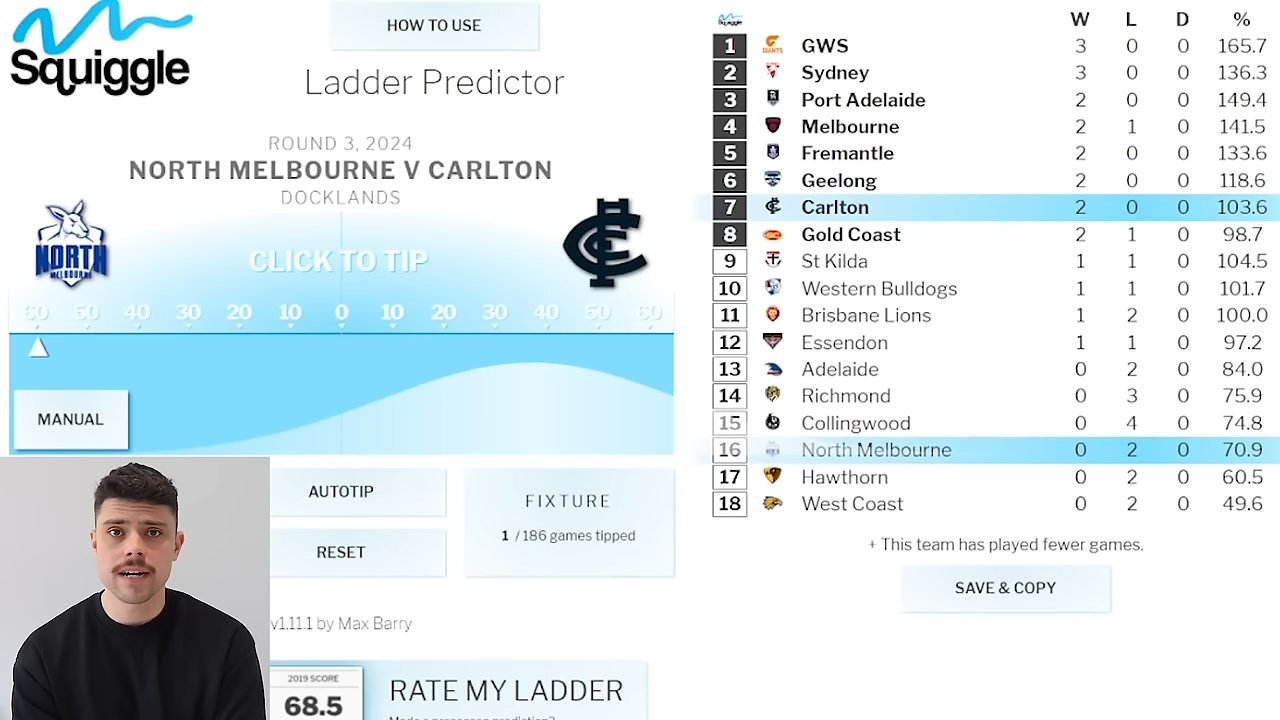 Squiggle
HOW TO USE
Ladder Predictor
ROUND 3, 2024
NORTH MELBOURNE V CARLTON
DOCKLANDS
NORTH
MELBOURNE
CLICK TO TIP
60 50 40 30 20 10 0 10 20 30 40 50 60
MANUAL
AUTOTIP
RESET
FIXTURE
1 / 186 games tipped
v1.11.1 by Max Barry
2019 SCORE
68.5
RATE MY LADDER
Squiggle W L D %
1 GWS 3 0 0 165.7
2 Sydney 3 0 0 136.3
3 Port Adelaide 2 0 0 149.4
4 Melbourne 2 1 0 141.5
5 Fremantle 2 0 0 133.6
6 Geelong 2 0 0 118.6
7 Carlton 2 0 0 103.6
8 Gold Coast 2 1 0 98.7
9 St Kilda 1 1 0 104.5
10 Western Bulldogs 1 1 0 101.7
11 Brisbane Lions 1 2 0 100.0
12 Essendon 1 1 0 97.2
13 Adelaide 0 2 0 84.0
14 Richmond 0 3 0 75.9
15 Collingwood 0 4 0 74.8
16 North Melbourne 0 2 0 70.9
17 Hawthorn 0 2 0 60.5
18 West Coast 0 2 0 49.6
+ This team has played fewer games.
SAVE & COPY